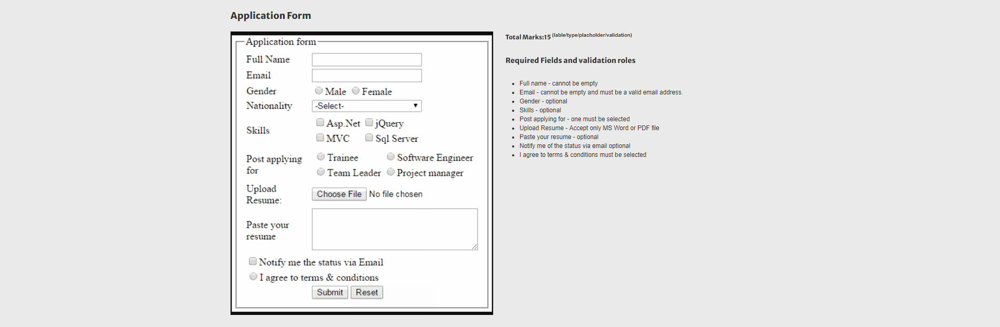 Application Form
Application form
Full Name
Email
Gender
Male Female
Nationality
-Select-
Skills
Asp.Net jQuery
MVC Sql Server
Post applying
for
Trainee Software Engineer
Team Leader Project manager
Upload
Resume:
Choose File No file chosen
Paste your
resume
Notify me the status via Email
I agree to terms & conditions
Submit Reset
Total Marks:15 (lable/type/placholder/validation)
Required Fields and validation roles
Full name - cannot be empty
Email - cannot be empty and must be a valid email address.
Gender - optional
Skills - optional
Post applying for - one must be selected
Upload Resume - Accept only MS Word or PDF file
Paste your resume - optional
Notify me of the status via email optional
I agree to terms & conditions must be selected